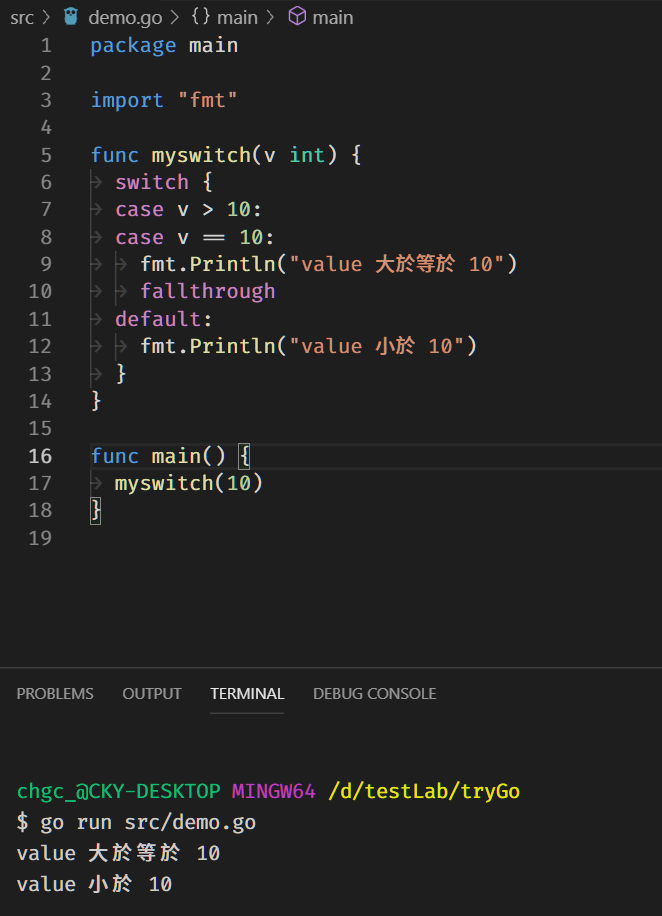 src > demo.go > {} main > main
1 package main
2
3 import "fmt"
4
5 func myswitch(v int) {
6 switch {
7 case v > 10:
8 case v == 10:
9 fmt.Println("value 大於等於 10")
10 fallthrough
11 default:
12 fmt.Println("value 小於 10")
13 }
14 }
15
16 func main() {
17 myswitch(10)
18 }
19
PROBLEMS OUTPUT TERMINAL DEBUG CONSOLE
chgc_@CKY-DESKTOP MINGW64 /d/testLab/tryGo
$ go run src/demo.go
value 大於等於 10
value 小於 10